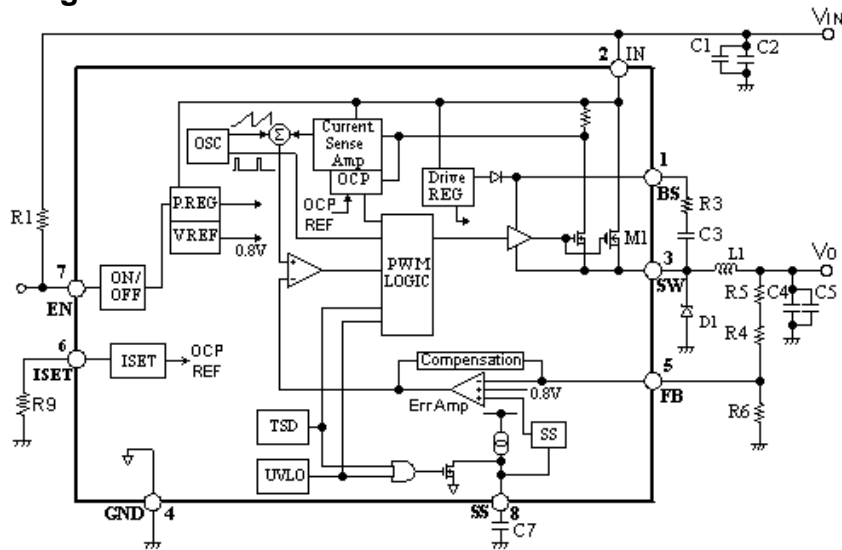 g
VIN
C1
C2
2
IN
OSC
Σ
Current
Sense
Amp
OCP
Drive
REG
1
BS
R3
C3
R1
P.REG
VREF
OCP
REF
0.8V
M1
3
SW
L1
VO
7
EN
ON/
OFF
+
-
PWM
LOGIC
D1
R5
C4
C5
R4
6
ISET
ISET
OCP
REF
Compensation
5
FB
R9
ErrAmp
-
+
+
0.8V
R6
TSD
SS
UVLO
GND
4
SS
8
C7